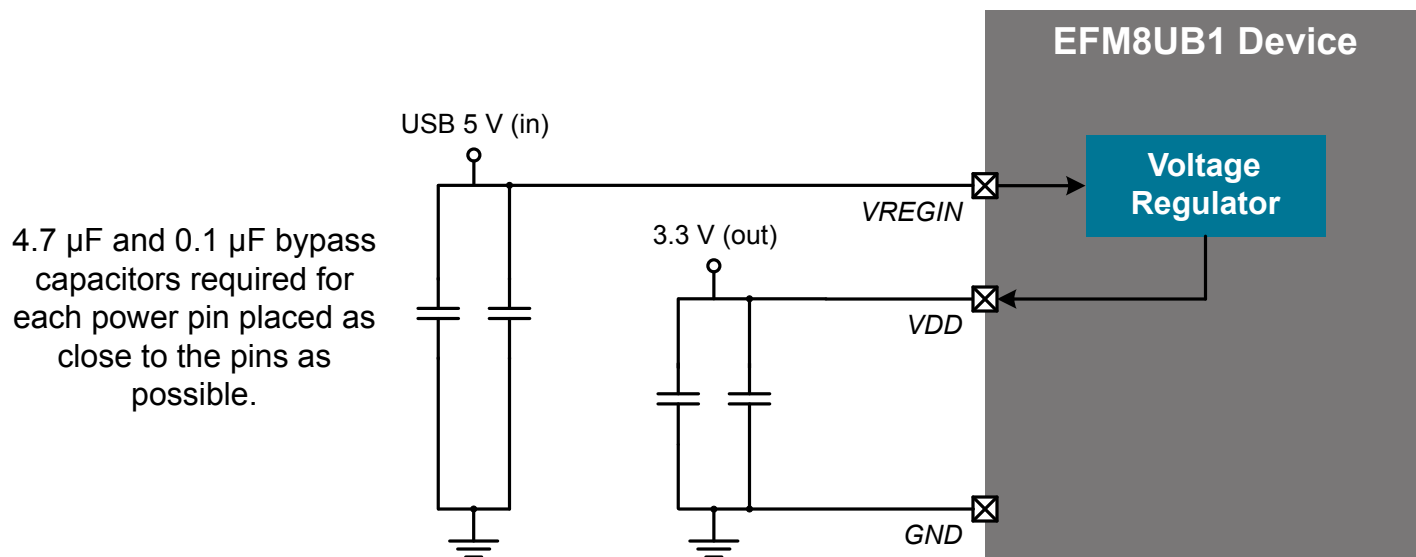 EFM8UB1 Device
USB 5 V (in)
Voltage
Regulator
VREGIN
4.7 µF and 0.1 µF bypass
capacitors required for
each power pin placed as
close to the pins as
possible.
3.3 V (out)
VDD
GND